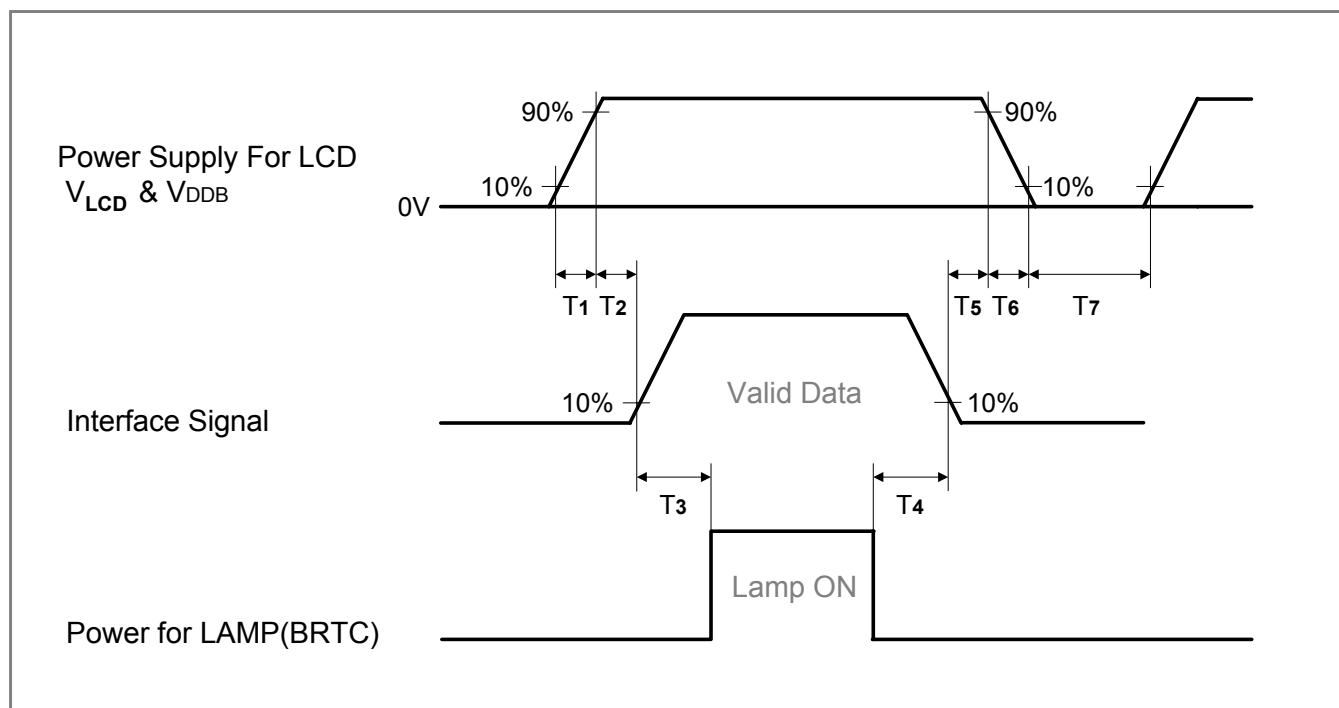 90% 90%
Power Supply For LCD
VLCD & VDDB
10% 10%
0V
T1 T2 T5 T6 T7
Valid Data
10% 10%
Interface Signal
T3 T4
Lamp ON
Power for LAMP(BRTC)